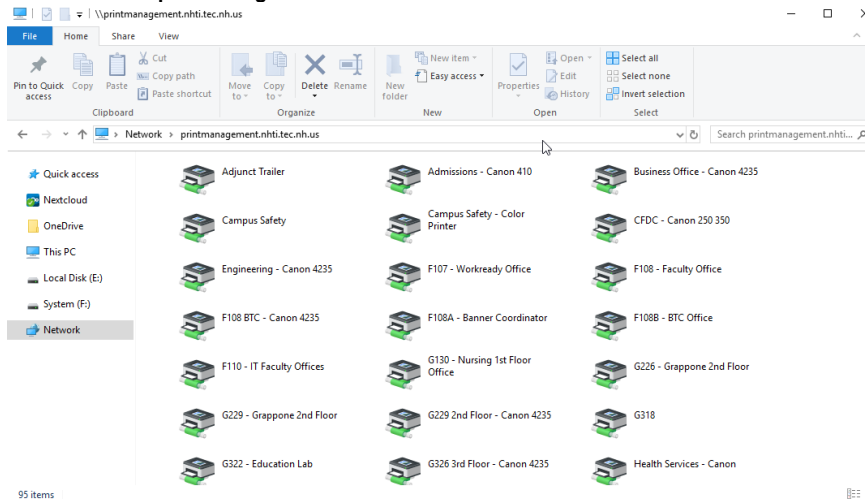 \\printmanagement.nhti.tec.nh.us
File Home Share View
Pin to Quick access
Copy
Paste
Cut
Copy path
Paste shortcut
Move to
Copy to
Delete
Rename
New folder
New item
Easy access
Properties
Open
Edit
History
Select all
Select none
Invert selection
Clipboard Organize New Open Select
Network > printmanagement.nhti.tec.nh.us
Search printmanagement.nhti...
Quick access
Nextcloud
OneDrive
This PC
Local Disk (E:)
System (F:)
Network
Adjunct Trailer
Admissions - Canon 410
Business Office - Canon 4235
Campus Safety
Campus Safety - Color
Printer
CFDC - Canon 250 350
Engineering - Canon 4235
F107 - Workready Office
F108 - Faculty Office
F108 BTC - Canon 4235
F108A - Banner Coordinator
F108B - BTC Office
F110 - IT Faculty Offices
G130 - Nursing 1st Floor
Office
G226 - Grappone 2nd Floor
G229 - Grappone 2nd Floor
G229 2nd Floor - Canon 4235
G318
G322 - Education Lab
G326 3rd Floor - Canon 4235
Health Services - Canon
95 items